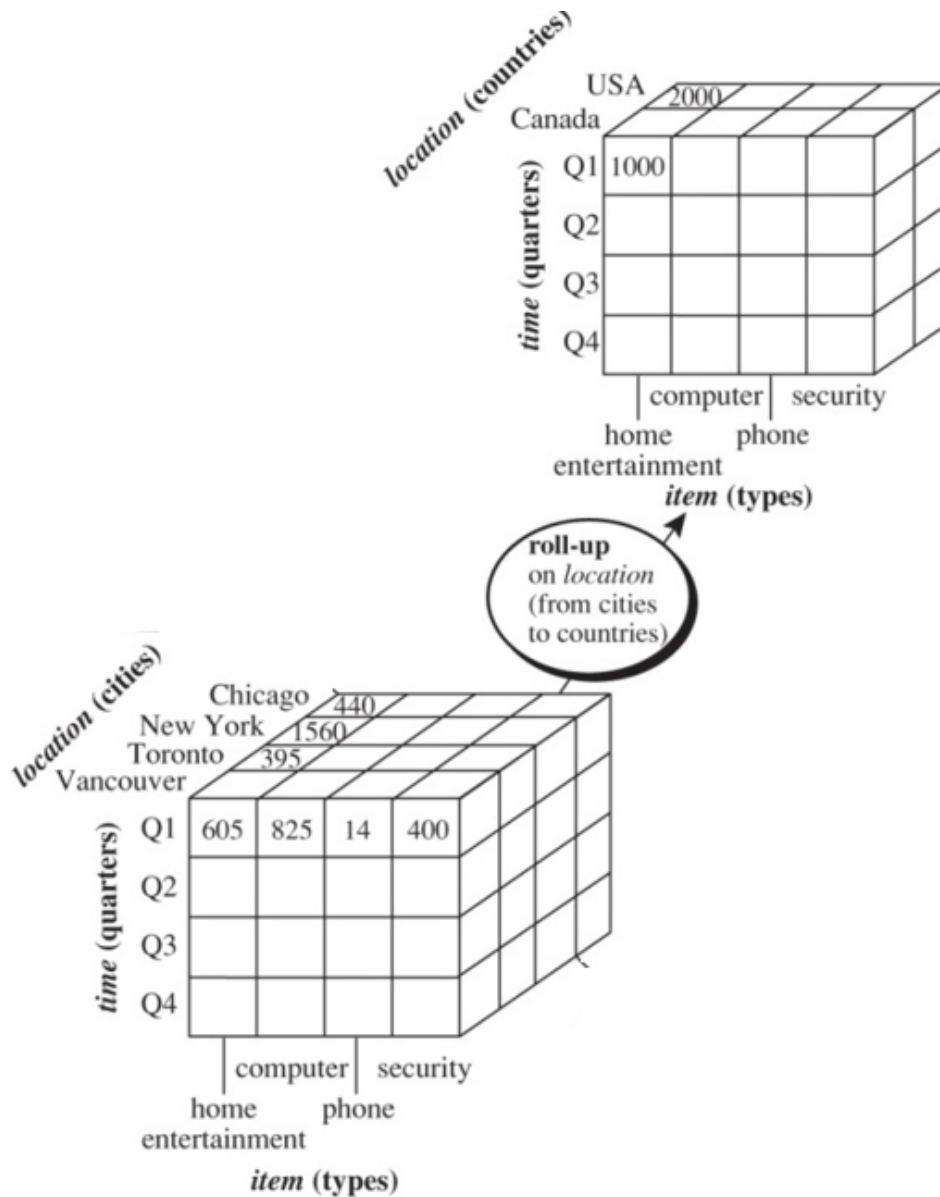 location (countries)
USA
2000
Canada
time (quarters)
Q1 1000
Q2
Q3
Q4
computer security
home phone
entertainment
item (types)
roll-up
on location
(from cities
to countries)
location (cities)
Chicago 440
New York 1560
Toronto 395
Vancouver
time (quarters)
Q1 605 825 14 400
Q2
Q3
Q4
computer security
home phone
entertainment
item (types)